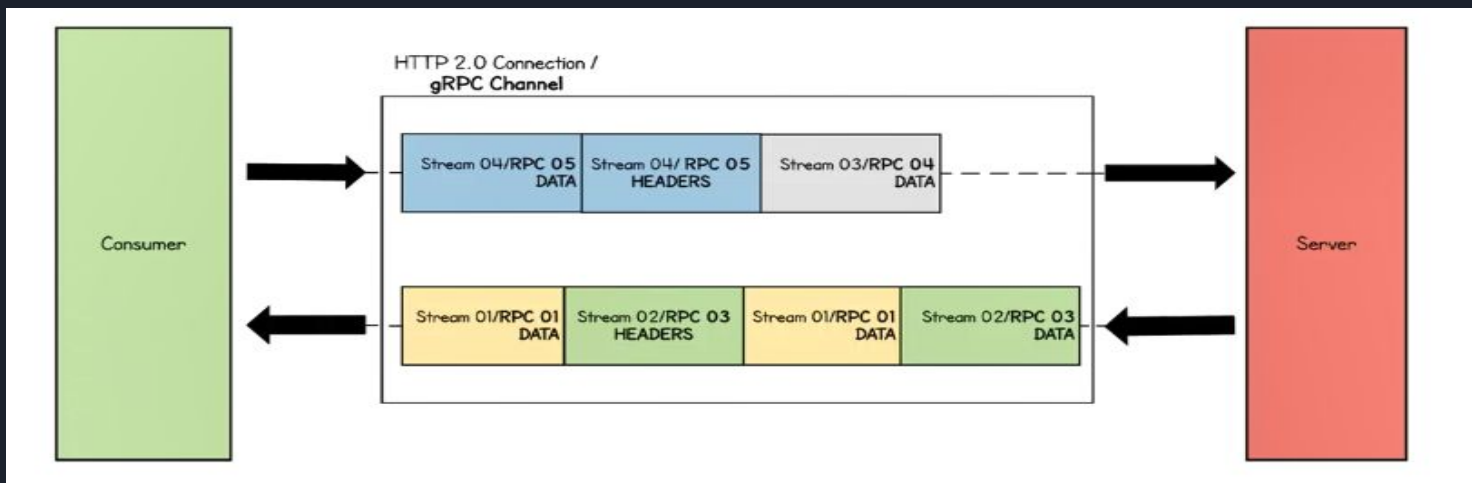 HTTP 2.0 Connection /
gRPC Channel
Consumer
Stream 04/RPC 05
DATA
Stream 04/ RPC 05
HEADERS
Stream 03/RPC 04
DATA
Stream 01/RPC 01
DATA
Stream 02/RPC 03
HEADERS
Stream 01/RPC 01
DATA
Stream 02/RPC 03
DATA
Server